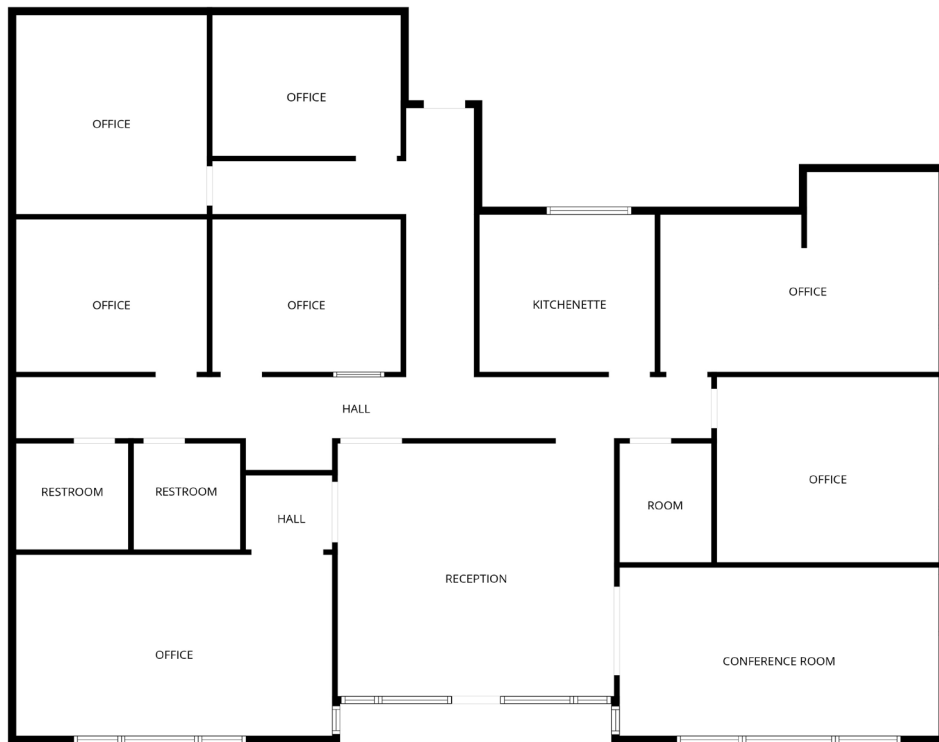 OFFICE
OFFICE
OFFICE
OFFICE
KITCHENETTE
OFFICE
HALL
RESTROOM
RESTROOM
HALL
ROOM
OFFICE
RECEPTION
OFFICE
CONFERENCE ROOM